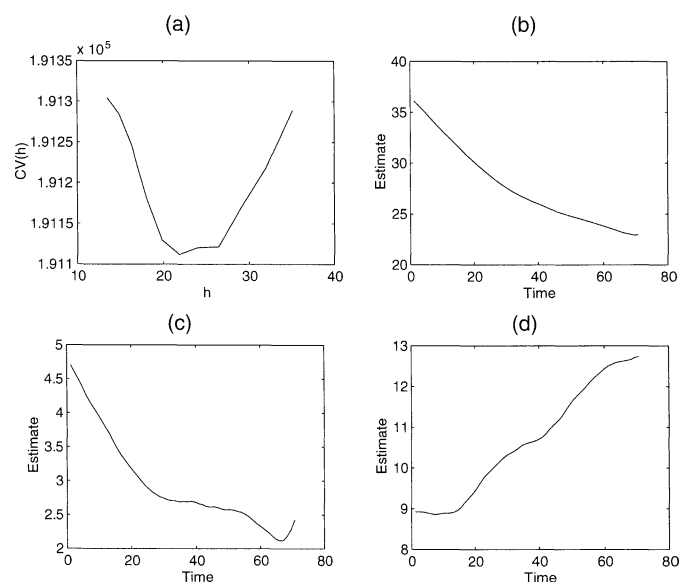 (a)
x 10^5
1.9135
1.913
1.9125
1.912
1.9115
1.911
CV(h)
10 20 30 40
h
(b)
40
35
30
25
20
Estimate
0 20 40 60 80
Time
(c)
5
4.5
4
3.5
3
2.5
2
Estimate
0 20 40 60 80
Time
(d)
13
12
11
10
9
8
Estimate
0 20 40 60 80
Time